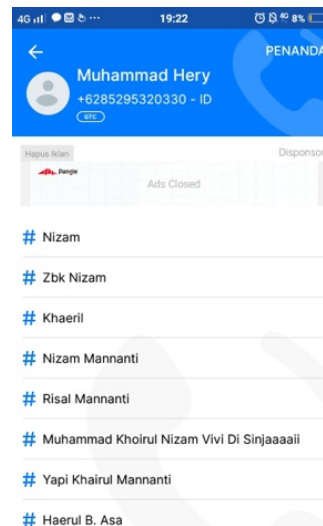 4G 19:22 4G 8%
PENANDA
Muhammad Hery
+6285295320330 - ID
GTC
Hapus Iklan Disponsor
Pangle
Ads Closed
# Nizam
# Zbk Nizam
# Khaeril
# Nizam Mannanti
# Risal Mannanti
# Muhammad Khoirul Nizam Vivi Di Sinjaaaaii
# Yapi Khairul Mannanti
# Haerul B. Asa